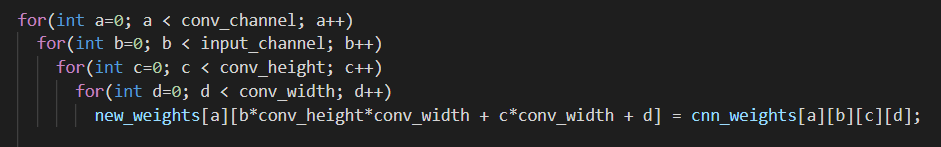 for(int a=0; a < conv_channel; a++)
for(int b=0; b < input_channel; b++)
for(int c=0; c < conv_height; c++)
for(int d=0; d < conv_width; d++)
new_weights[a][b*conv_height*conv_width + c*conv_width + d] = cnn_weights[a][b][c][d];